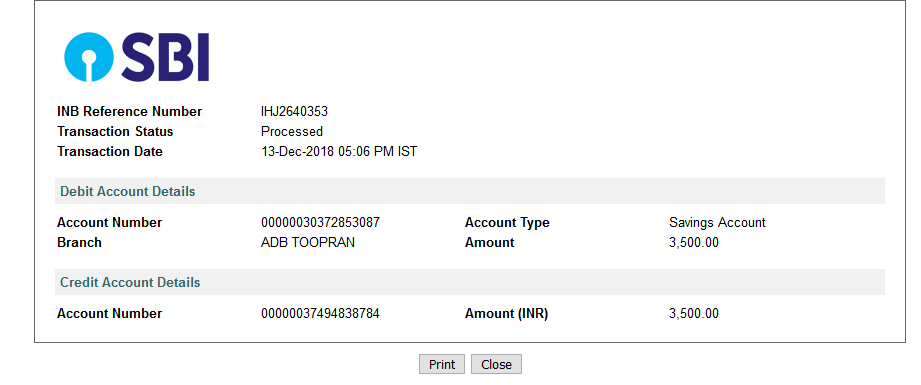 SBI
INB Reference Number IHJ2640353
Transaction Status Processed
Transaction Date 13-Dec-2018 05:06 PM IST
Debit Account Details
Account Number 00000030372853087 Account Type Savings Account
Branch ADB TOOPRAN Amount 3,500.00
Credit Account Details
Account Number 00000037494838784 Amount (INR) 3,500.00
Print Close